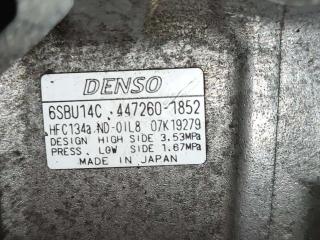 DENSO
6SBU14C 447260-1852
HFC134a ND-OIL8 07K19279
DESIGN HIGH SIDE 3.53MPa
PRESS. LOW SIDE 1.67MPa
MADE IN JAPAN